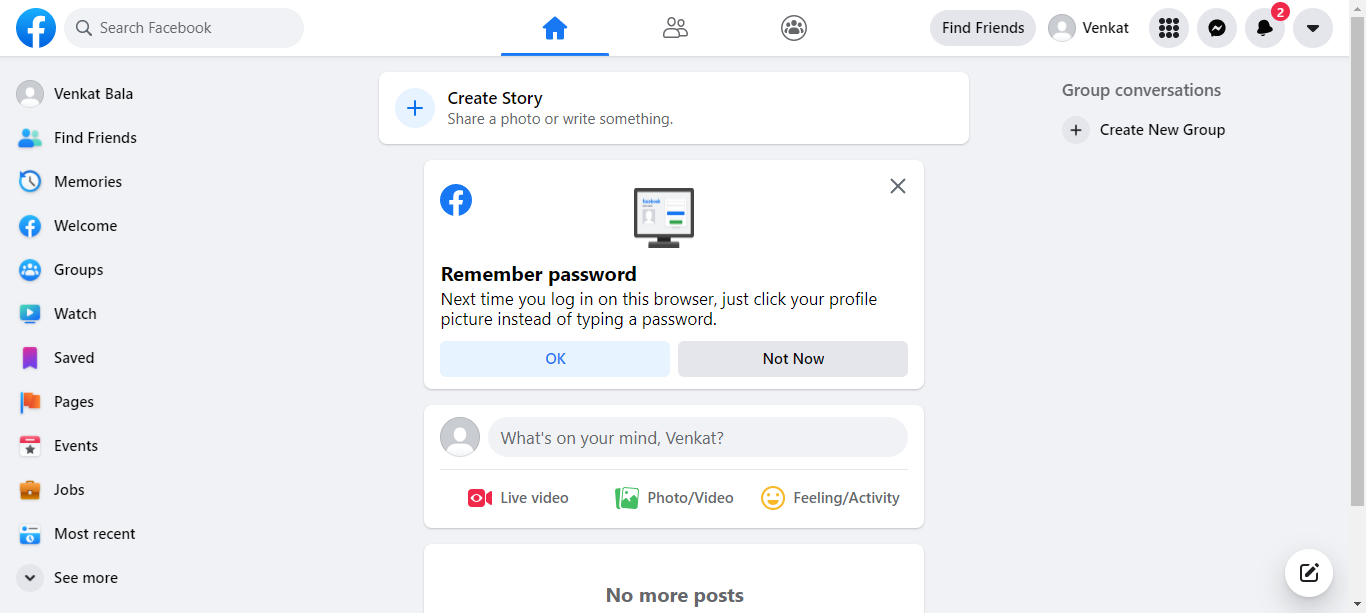 Search Facebook
Find Friends
Venkat
2
Venkat Bala
Find Friends
Memories
Welcome
Groups
Watch
Saved
Pages
Events
Jobs
Most recent
See more
Create Story
Share a photo or write something.
facebook
Remember password
Next time you log in on this browser, just click your profile
picture instead of typing a password.
OK
Not Now
What's on your mind, Venkat?
Live video
Photo/Video
Feeling/Activity
No more posts
Group conversations
Create New Group